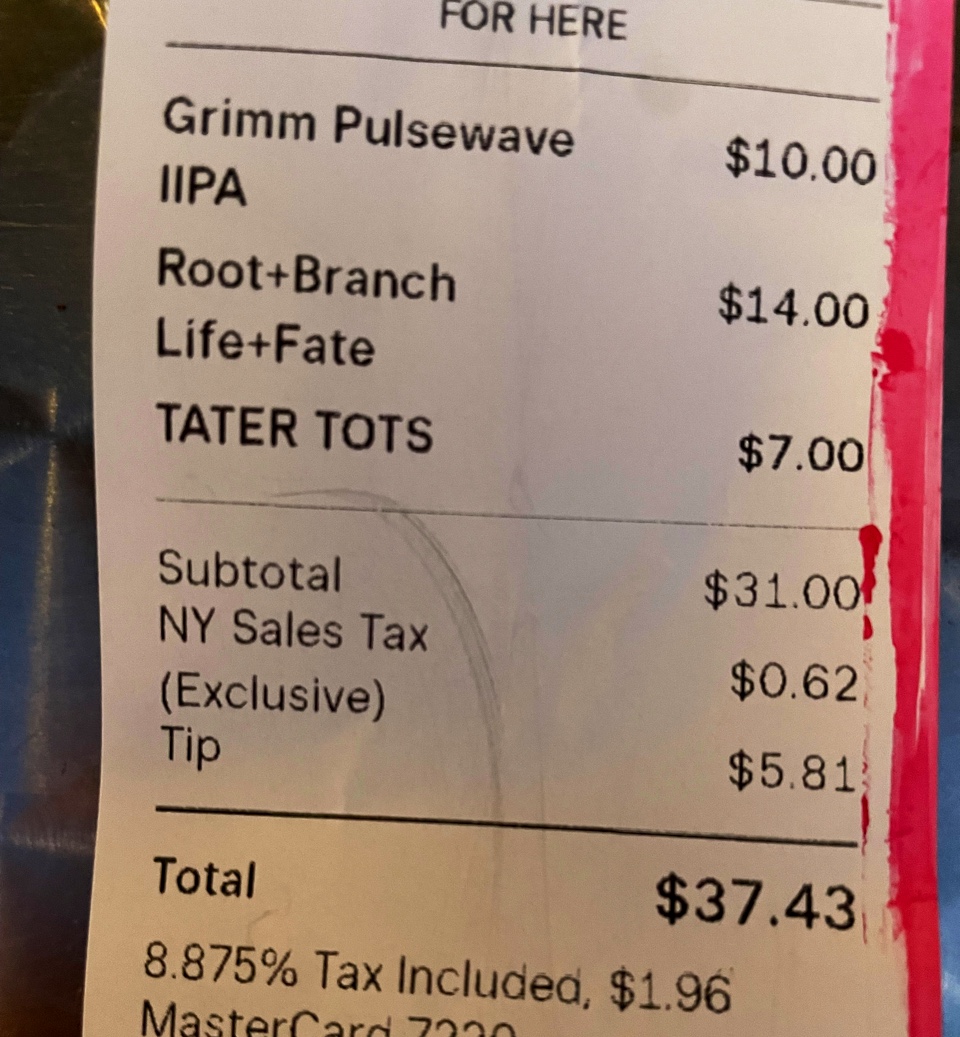 FOR HERE
Grimm Pulsewave $10.00
IIPA
Root+Branch $14.00
Life+Fate
TATER TOTS $7.00
Subtotal $31.00
NY Sales Tax $0.62
(Exclusive)
Tip $5.81
Total $37.43
8.875% Tax Included, $1.96
MasterCard